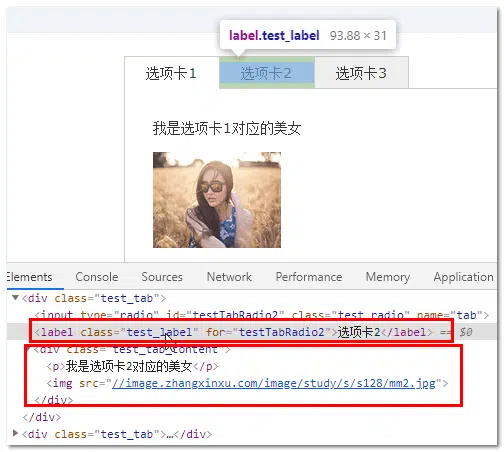 label.test_label 93.88 × 31
选项卡1 选项卡2 选项卡3
我是选项卡1对应的美女
Elements Console Sources Network Performance Memory Application
▼<div class="test_tab">
<input type="radio" id="testTabRadio2" class="test_radio" name="tab">
<label class="test_label" for="testTabRadio2">选项卡2</label> == $0
▼<div class="test_tab_content">
<p>我是选项卡2对应的美女</p>
<img src="//image.zhangxinxu.com/image/study/s/s128/mm2.jpg">
</div>
</div>
▶<div class="test_tab">…</div>